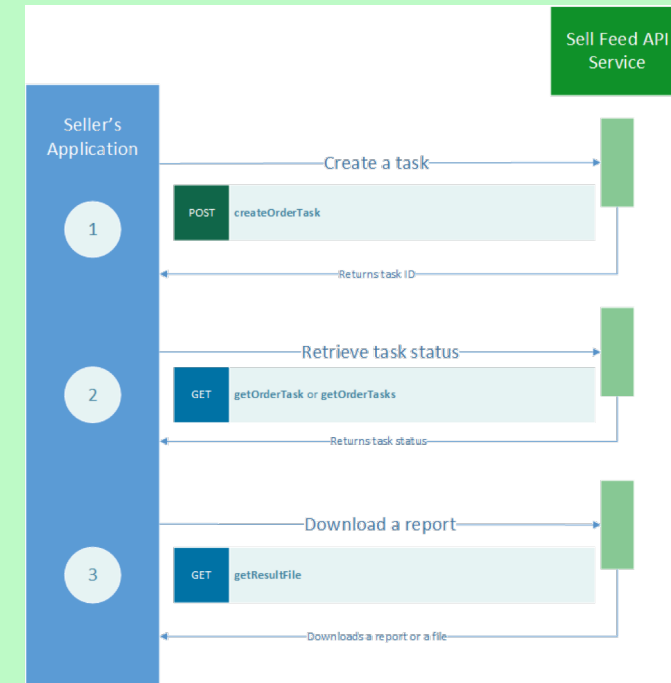 Sell Feed API
Service
Seller's
Application
Create a task
1
POST createOrderTask
Returns task ID
Retrieve task status
2
GET getOrderTask or getOrderTasks
Returns task status
Download a report
3
GET getResultFile
Downloads a report or a file